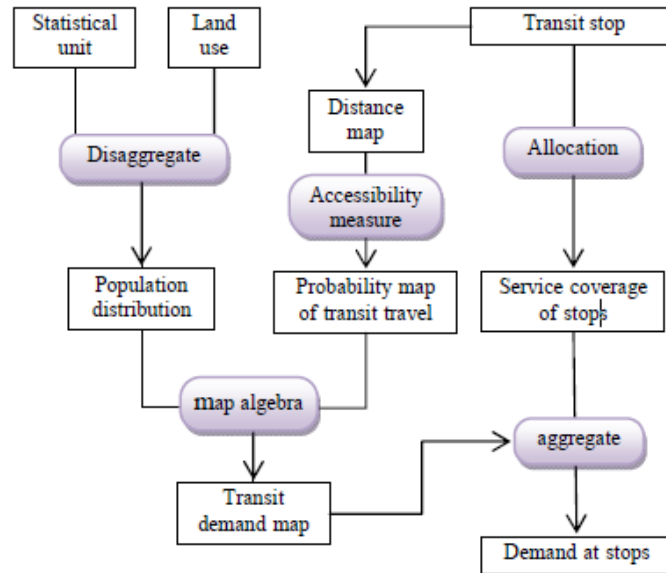 Statistical
unit
Land
use
Transit stop
Distance
map
Disaggregate
Allocation
Accessibility
measure
Population
distribution
Probability map
of transit travel
Service coverage
of stops
map algebra
aggregate
Transit
demand map
Demand at stops